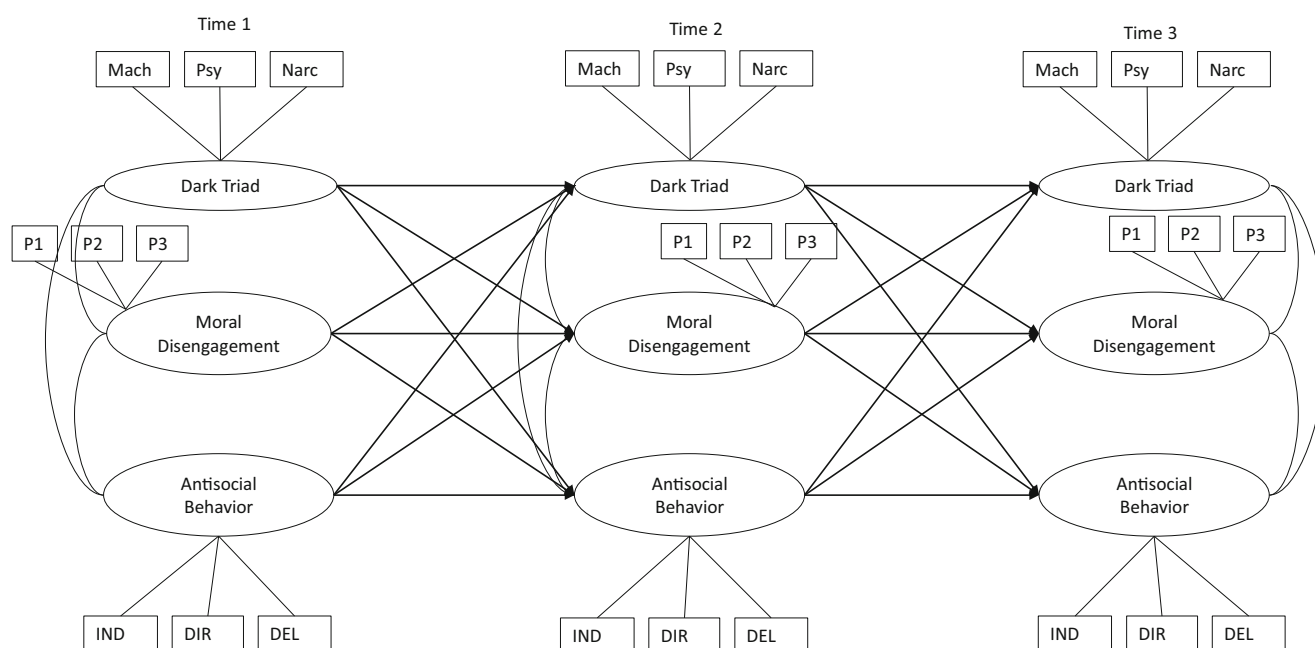 Time 1
Time 2
Time 3
Mach Psy Narc
Mach Psy Narc
Mach Psy Narc
Dark Triad
Dark Triad
Dark Triad
P1 P2 P3
P1 P2 P3
P1 P2 P3
Moral
Disengagement
Moral
Disengagement
Moral
Disengagement
Antisocial
Behavior
Antisocial
Behavior
Antisocial
Behavior
IND DIR DEL
IND DIR DEL
IND DIR DEL